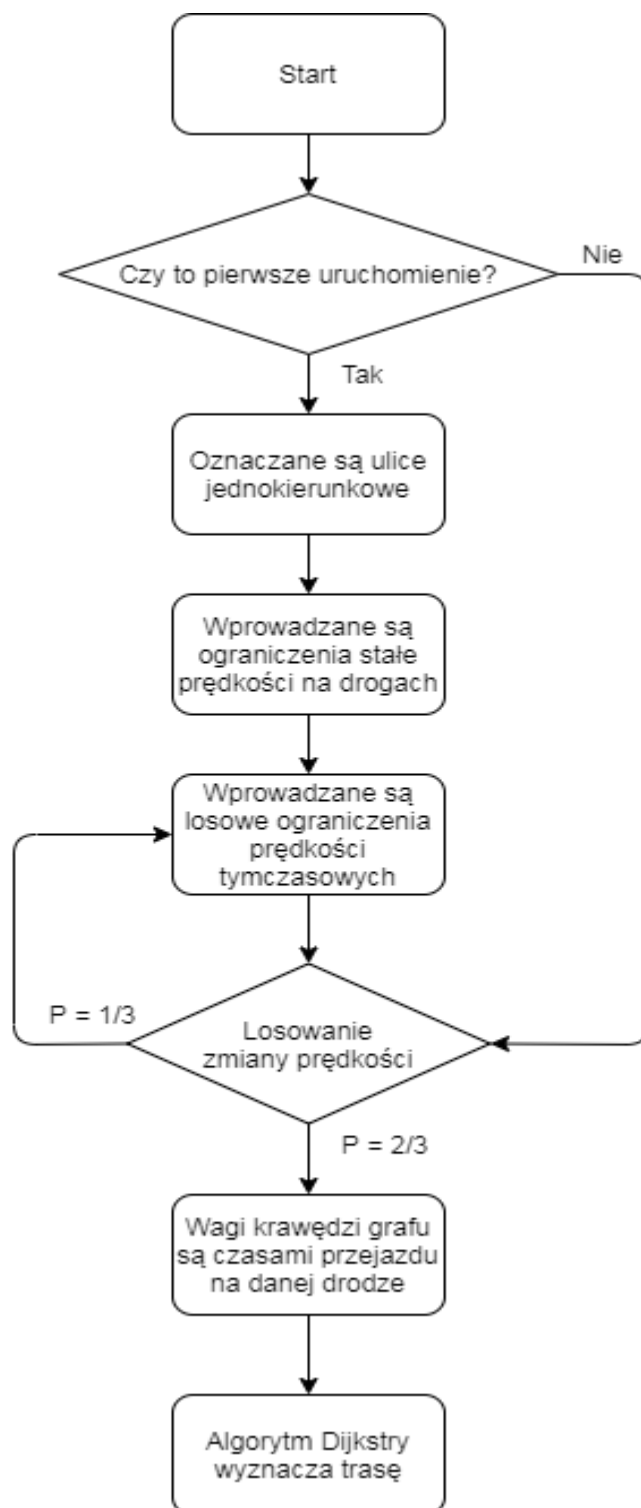 Start
Czy to pierwsze uruchomienie?
Nie
Tak
Oznaczane są ulice
jednokierunkowe
Wprowadzane są
ograniczenia stałe
prędkości na drogach
Wprowadzane są
losowe ograniczenia
prędkości
tymczasowych
P = 1/3
Losowanie
zmiany prędkości
P = 2/3
Wagi krawędzi grafu
są czasami przejazdu
na danej drodze
Algorytm Dijkstry
wyznacza trasę